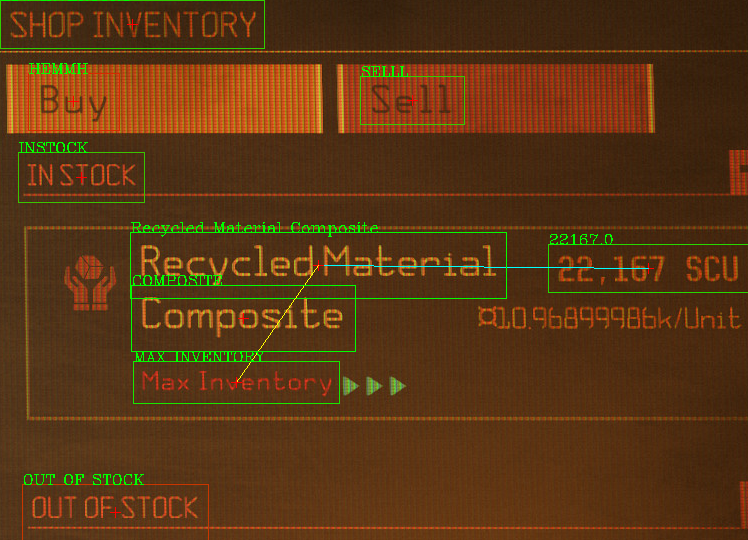 SHOP INVENTORY
HEMMH
SELLL
Buy
Sell
INSTOCK
IN STOCK
Recycled Material Composite
22167.0
Recycled Material
22,167 SCU
COMPOSITE
Composite
¤10.96899986k/Unit
MAX INVENTORY
Max Inventory
OUT OF STOCK
OUT OF STOCK